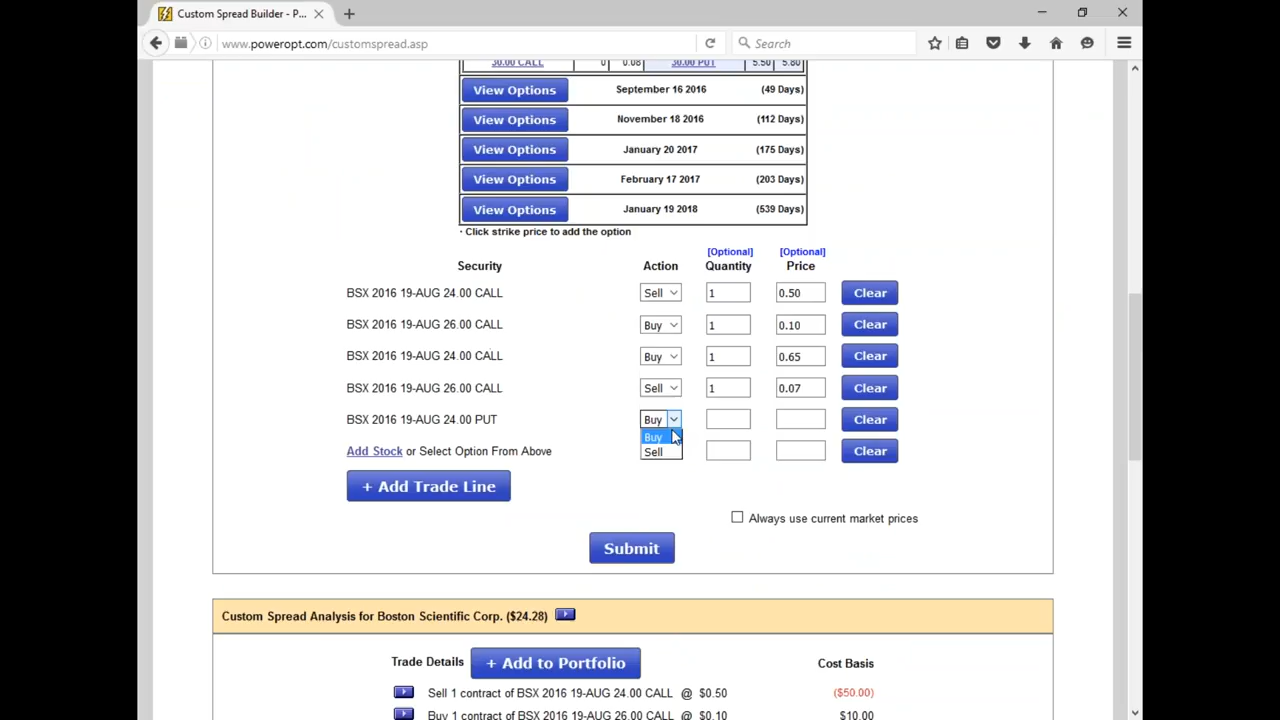 Custom Spread Builder - P...
www.poweropt.com/customspread.asp
Search
30.00 CALL 0 0.08 30.00 PUT 5.50 5.80
View Options September 16 2016 (49 Days)
View Options November 18 2016 (112 Days)
View Options January 20 2017 (175 Days)
View Options February 17 2017 (203 Days)
View Options January 19 2018 (539 Days)
· Click strike price to add the option
[Optional] [Optional]
Security Action Quantity Price
BSX 2016 19-AUG 24.00 CALL Sell 1 0.50 Clear
BSX 2016 19-AUG 26.00 CALL Buy 1 0.10 Clear
BSX 2016 19-AUG 24.00 CALL Buy 1 0.65 Clear
BSX 2016 19-AUG 26.00 CALL Sell 1 0.07 Clear
BSX 2016 19-AUG 24.00 PUT Buy Clear
Buy
Add Stock or Select Option From Above Sell Clear
+ Add Trade Line
Always use current market prices
Submit
Custom Spread Analysis for Boston Scientific Corp. ($24.28)
Trade Details + Add to Portfolio Cost Basis
Sell 1 contract of BSX 2016 19-AUG 24.00 CALL @ $0.50 ($50.00)
Buy 1 contract of BSX 2016 19-AUG 26.00 CALL @ $0.10 $10.00